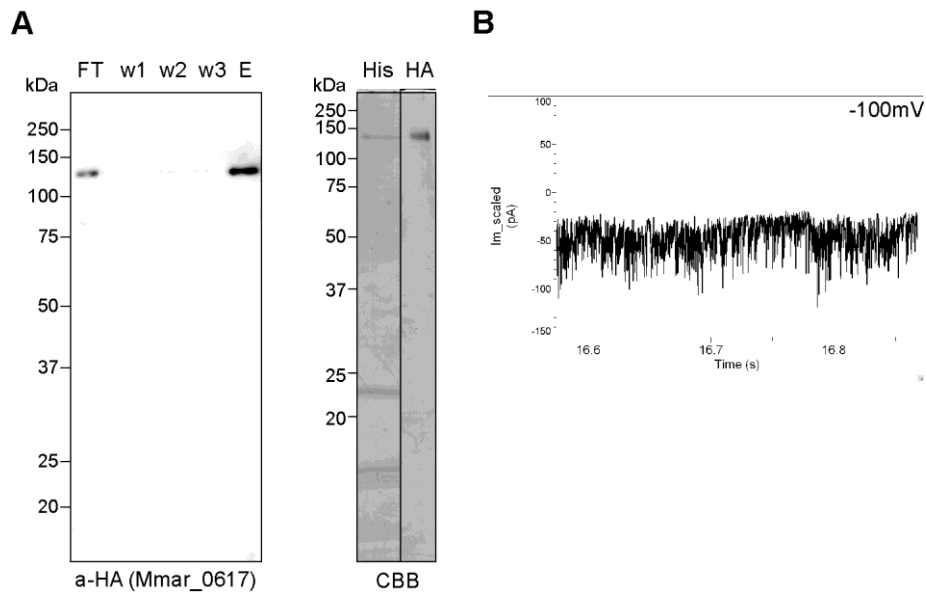 A
B
FT w1 w2 w3 E
His HA
kDa
250
150
100
75
50
37
25
20
a-HA (Mmar_0617)
kDa
250
150
100
75
50
37
25
20
CBB
-100mV
100
50
0
-50
-100
-150
Im_scaled
(pA)
16.6 16.7 16.8
Time (s)